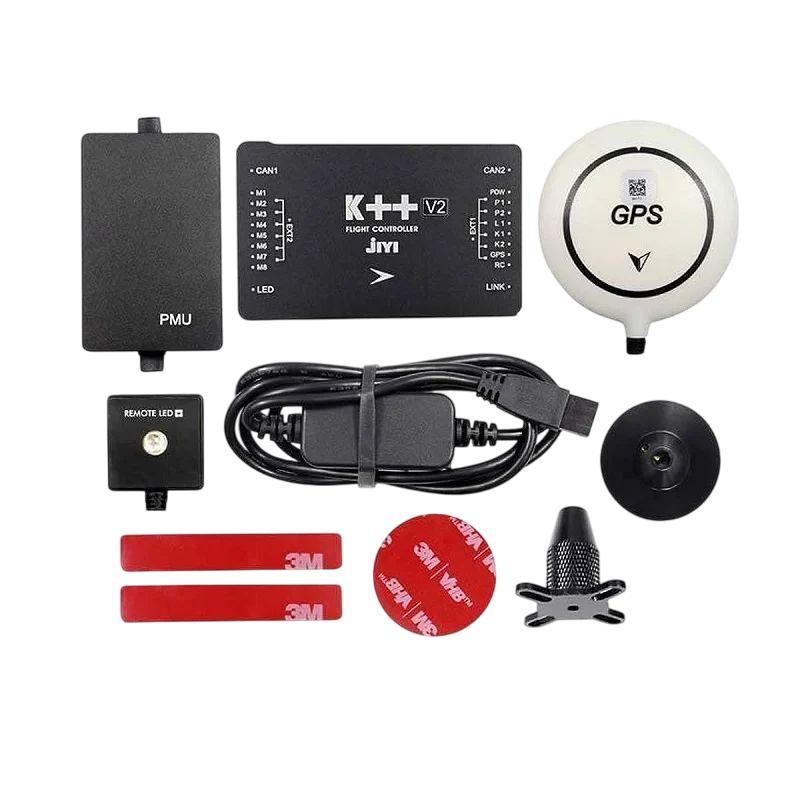 PMU
CAN1
M1
M2
M3
M4
M5
M6
M7
M8
EXT2
LED
K++ V2
FLIGHT CONTROLLER
JIYI
CAN2
POW
P1
P2
L1
K1
K2
GPS
RC
EXT1
LINK
GPS
REMOTE LED
3M
3M
3M VHB™
3M VHB